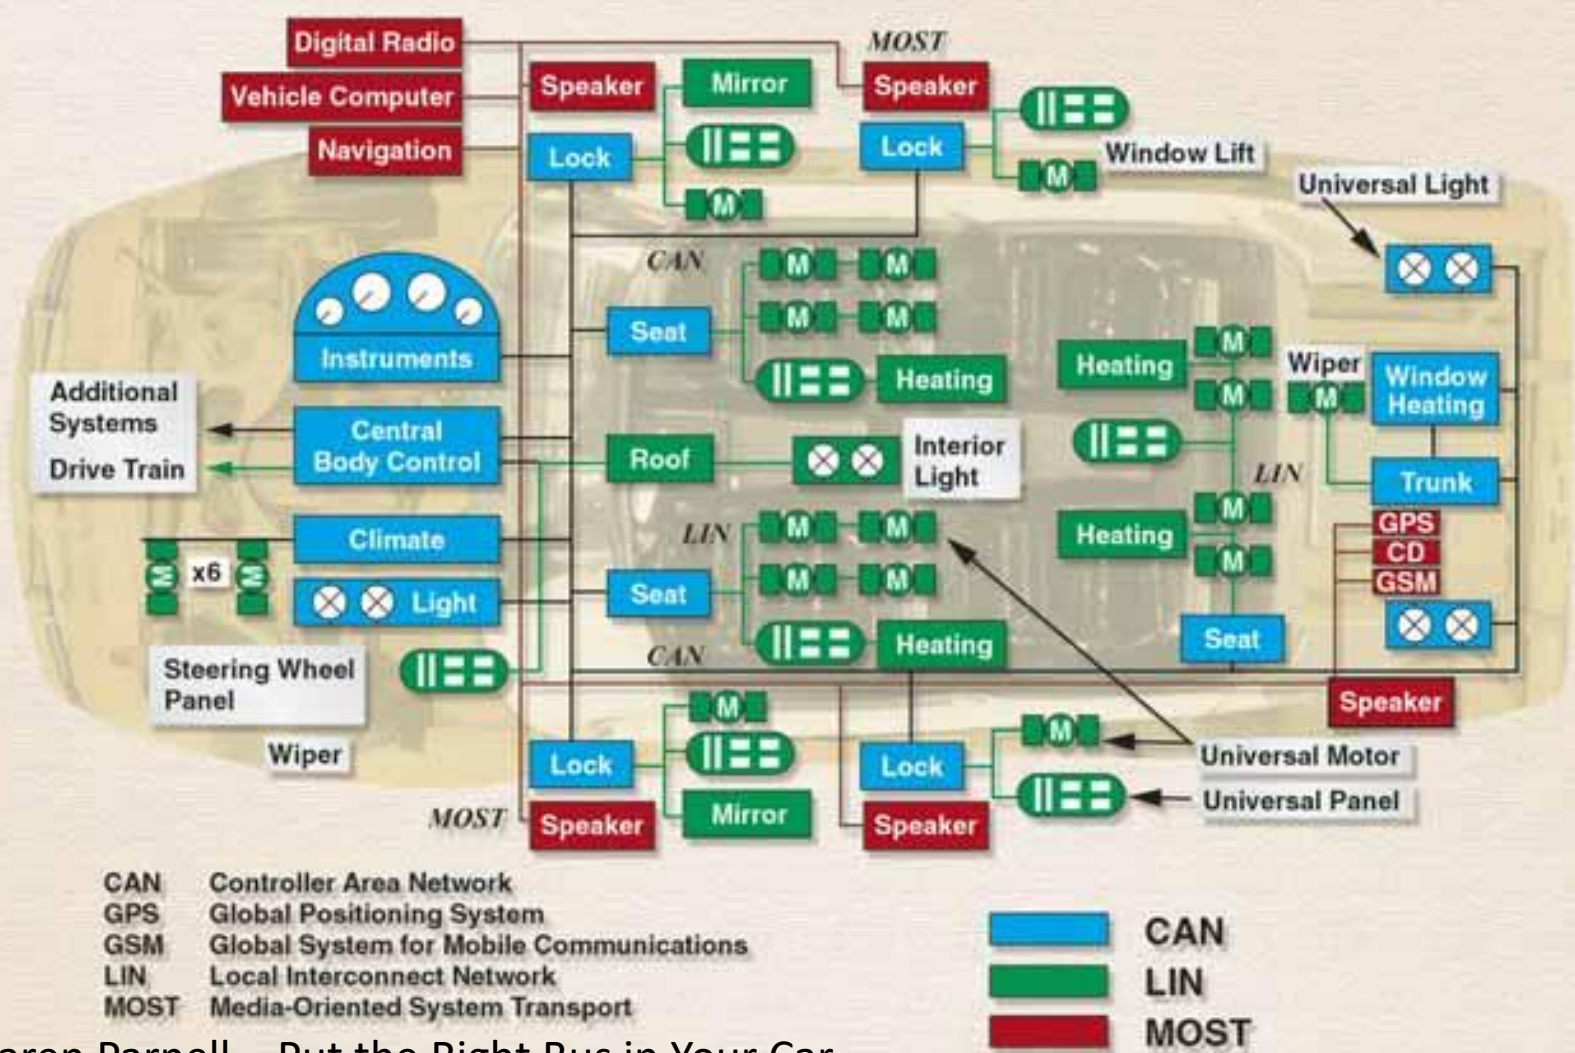 Digital Radio
MOST
Speaker
Mirror
Speaker
Vehicle Computer
Navigation
Lock
M
Lock
M
Window Lift
Universal Light
CAN
M
M
Seat
M
M
Heating
Instruments
Heating
M
M
Wiper
M
Window
Heating
Additional
Systems
Drive Train
Central
Body Control
Roof
Interior
Light
LIN
Trunk
GPS
CD
GSM
Climate
M
x6
M
Light
LIN
M
M
Seat
M
M
Heating
CAN
Heating
M
M
Seat
Steering Wheel
Panel
Wiper
M
Lock
Mirror
MOST
Speaker
Lock
M
Speaker
Speaker
Universal Motor
Universal Panel
CAN Controller Area Network
GPS Global Positioning System
GSM Global System for Mobile Communications
LIN Local Interconnect Network
MOST Media-Oriented System Transport
CAN
LIN
MOST
Parnell
Put the Right Bus in Your Car